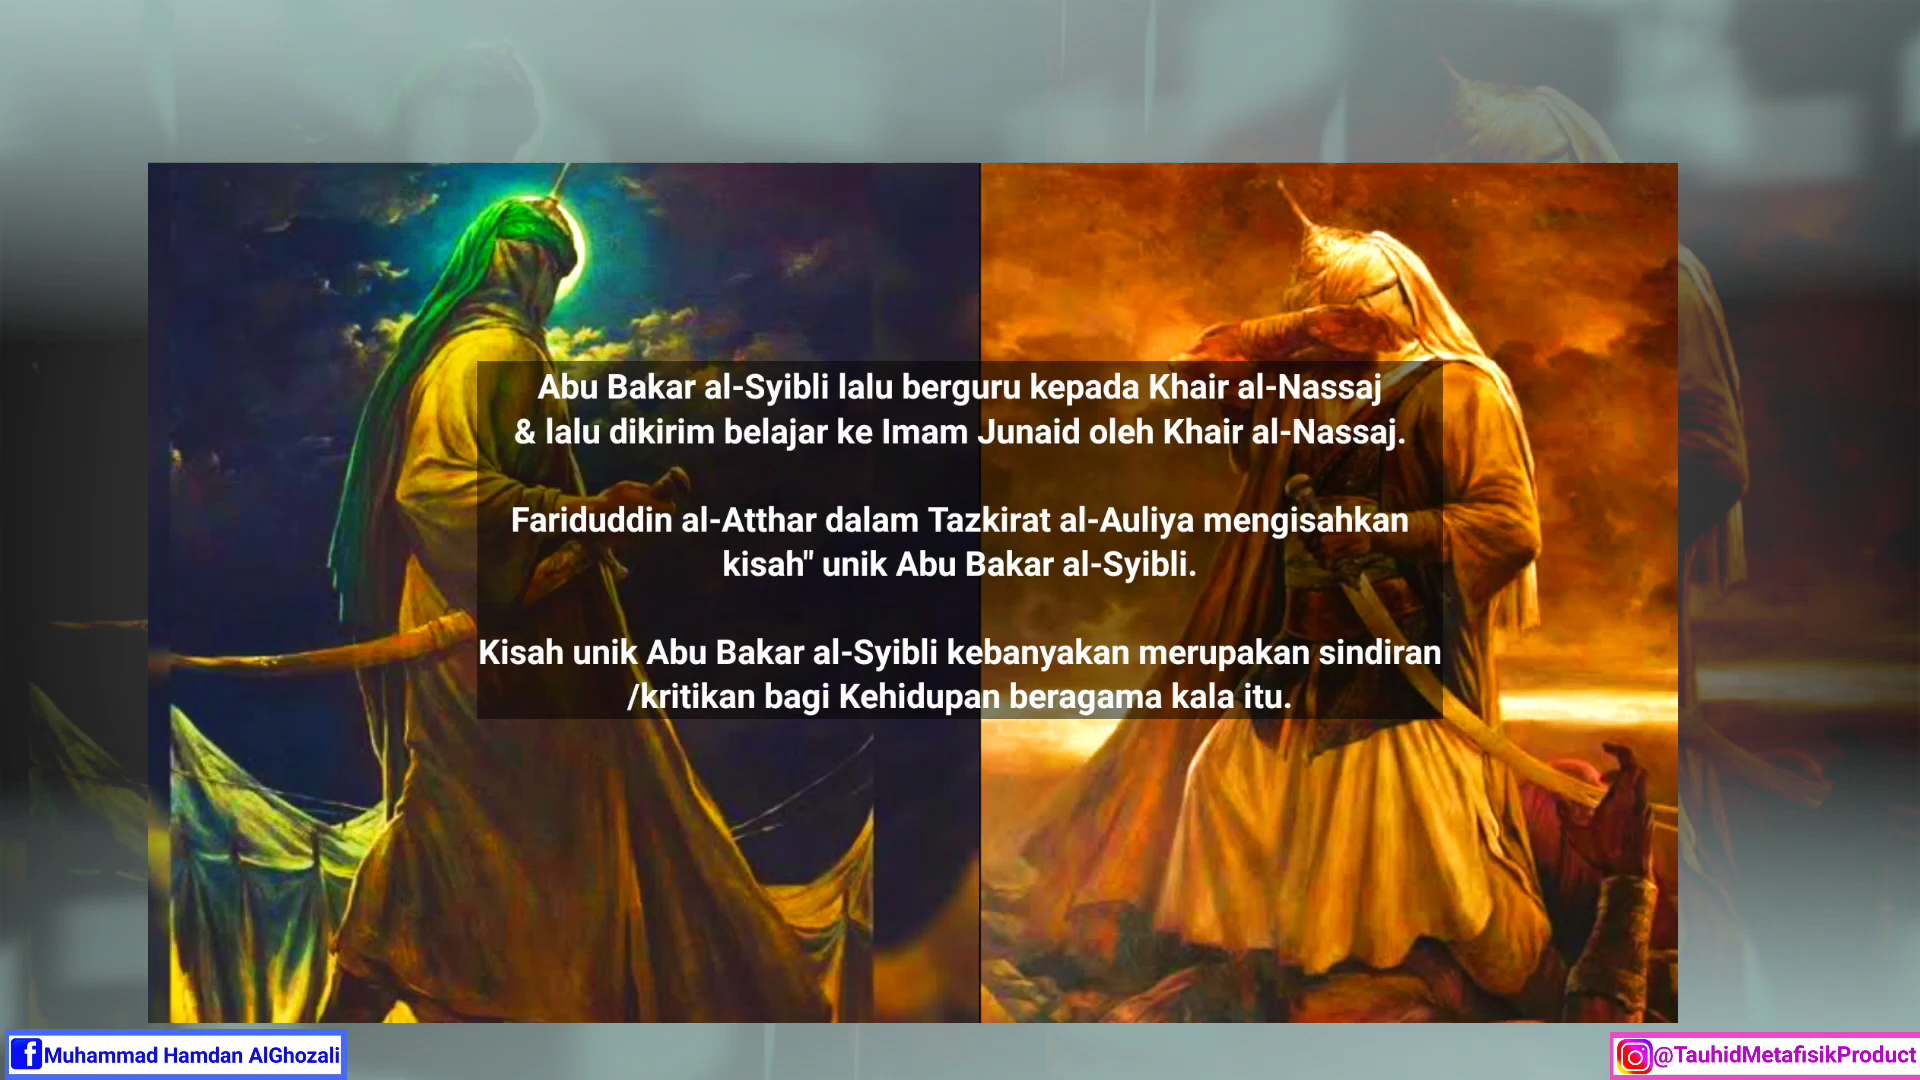 Abu Bakar al-Syibli lalu berguru kepada Khair al-Nassaj
& lalu dikirim belajar ke Imam Junaid oleh Khair al-Nassaj.
Fariduddin al-Atthar dalam Tazkirat al-Auliya mengisahkan
kisah" unik Abu Bakar al-Syibli.
Kisah unik Abu Bakar al-Syibli kebanyakan merupakan sindiran
/kritikan bagi Kehidupan beragama kala itu.
Muhammad Hamdan AlGhozali
@TauhidMetafisikProduct